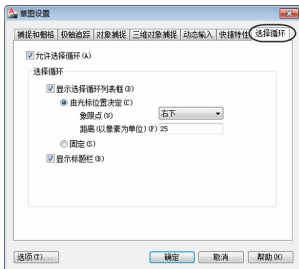 草图设置
捕捉和栅格 极轴追踪 对象捕捉 三维对象捕捉 动态输入 快捷特性 选择循环
允许选择循环(A)
选择循环
显示选择循环列表框(D)
由光标位置决定(C)
象限点(U) 右下
距离(以像素为单位)(P) 25
固定(S)
显示标题栏(B)
选项(T)... 确定 取消 帮助(H)